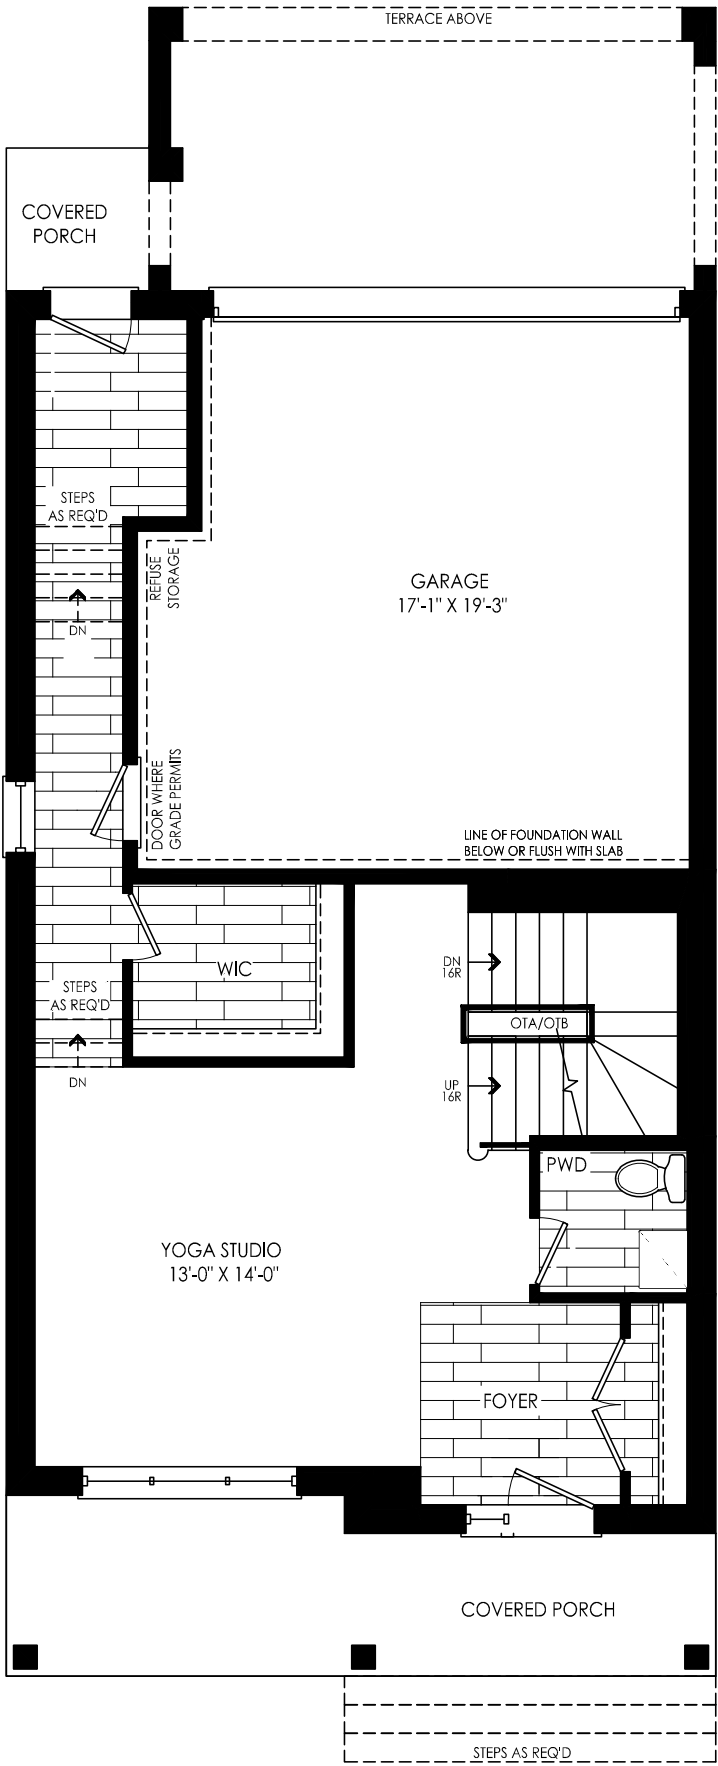 TERRACE ABOVE
COVERED
PORCH
STEPS
AS REQ'D
REFUSE
STORAGE
GARAGE
17'-1" X 19'-3"
DN
DOOR WHERE
GRADE PERMITS
LINE OF FOUNDATION WALL
BELOW OR FLUSH WITH SLAB
WIC
DN
16R
STEPS
AS REQ'D
OTA/OTB
DN
UP
16R
PWD
YOGA STUDIO
13'-0" X 14'-0"
FOYER
COVERED PORCH
STEPS AS REQ'D